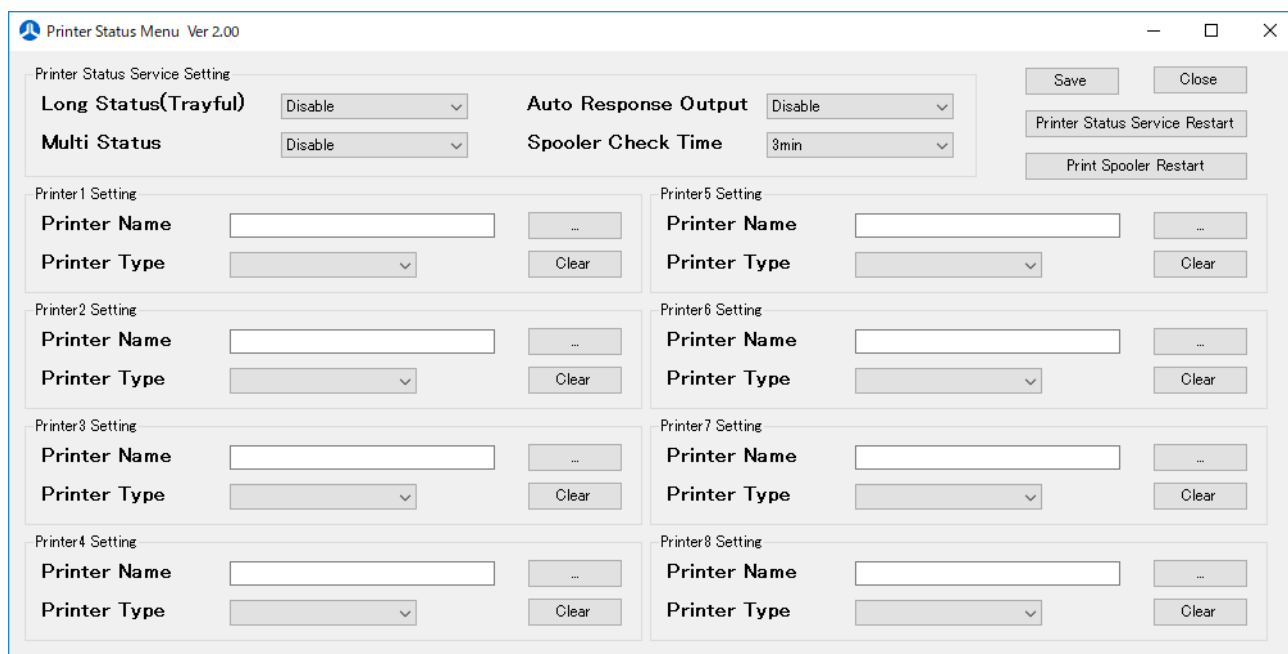 Printer Status Menu Ver 2.00
Printer Status Service Setting
Long Status(Trayful) Disable Auto Response Output Disable
Multi Status Disable Spooler Check Time 3min
Save Close
Printer Status Service Restart
Print Spooler Restart
Printer1 Setting
Printer Name ...
Printer Type Clear
Printer2 Setting
Printer Name ...
Printer Type Clear
Printer3 Setting
Printer Name ...
Printer Type Clear
Printer4 Setting
Printer Name ...
Printer Type Clear
Printer5 Setting
Printer Name ...
Printer Type Clear
Printer6 Setting
Printer Name ...
Printer Type Clear
Printer7 Setting
Printer Name ...
Printer Type Clear
Printer8 Setting
Printer Name ...
Printer Type Clear